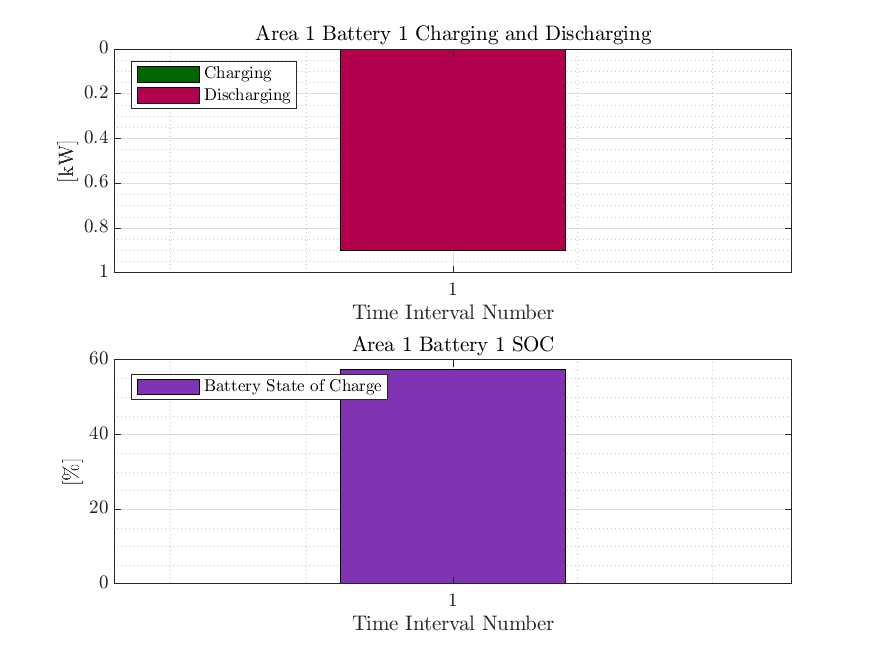 Area 1 Battery 1 Charging and Discharging
0
Charging
Discharging
0.2
0.4
[kW]
0.6
0.8
1
1
Time Interval Number
Area 1 Battery 1 SOC
60
Battery State of Charge
40
[%]
20
0
1
Time Interval Number